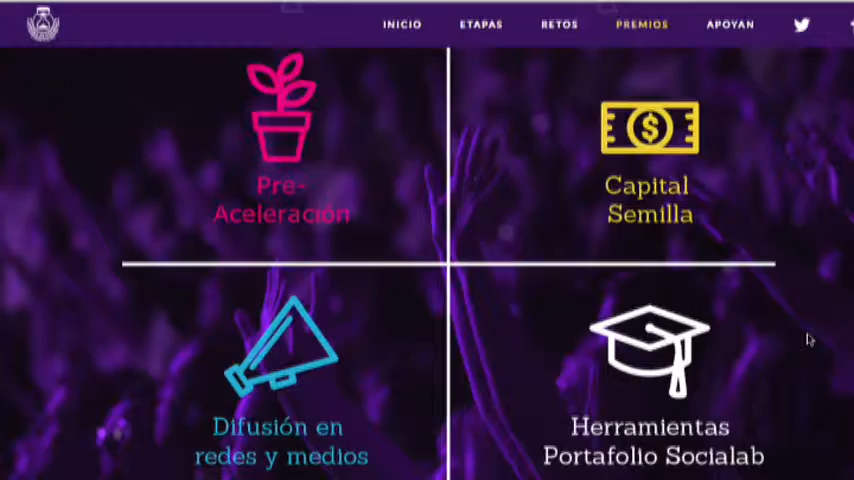 INICIO ETAPAS RETOS PREMIOS APOYAN
Pre-
Aceleración
Capital
Semilla
Difusión en
redes y medios
Herramientas
Portafolio Socialab